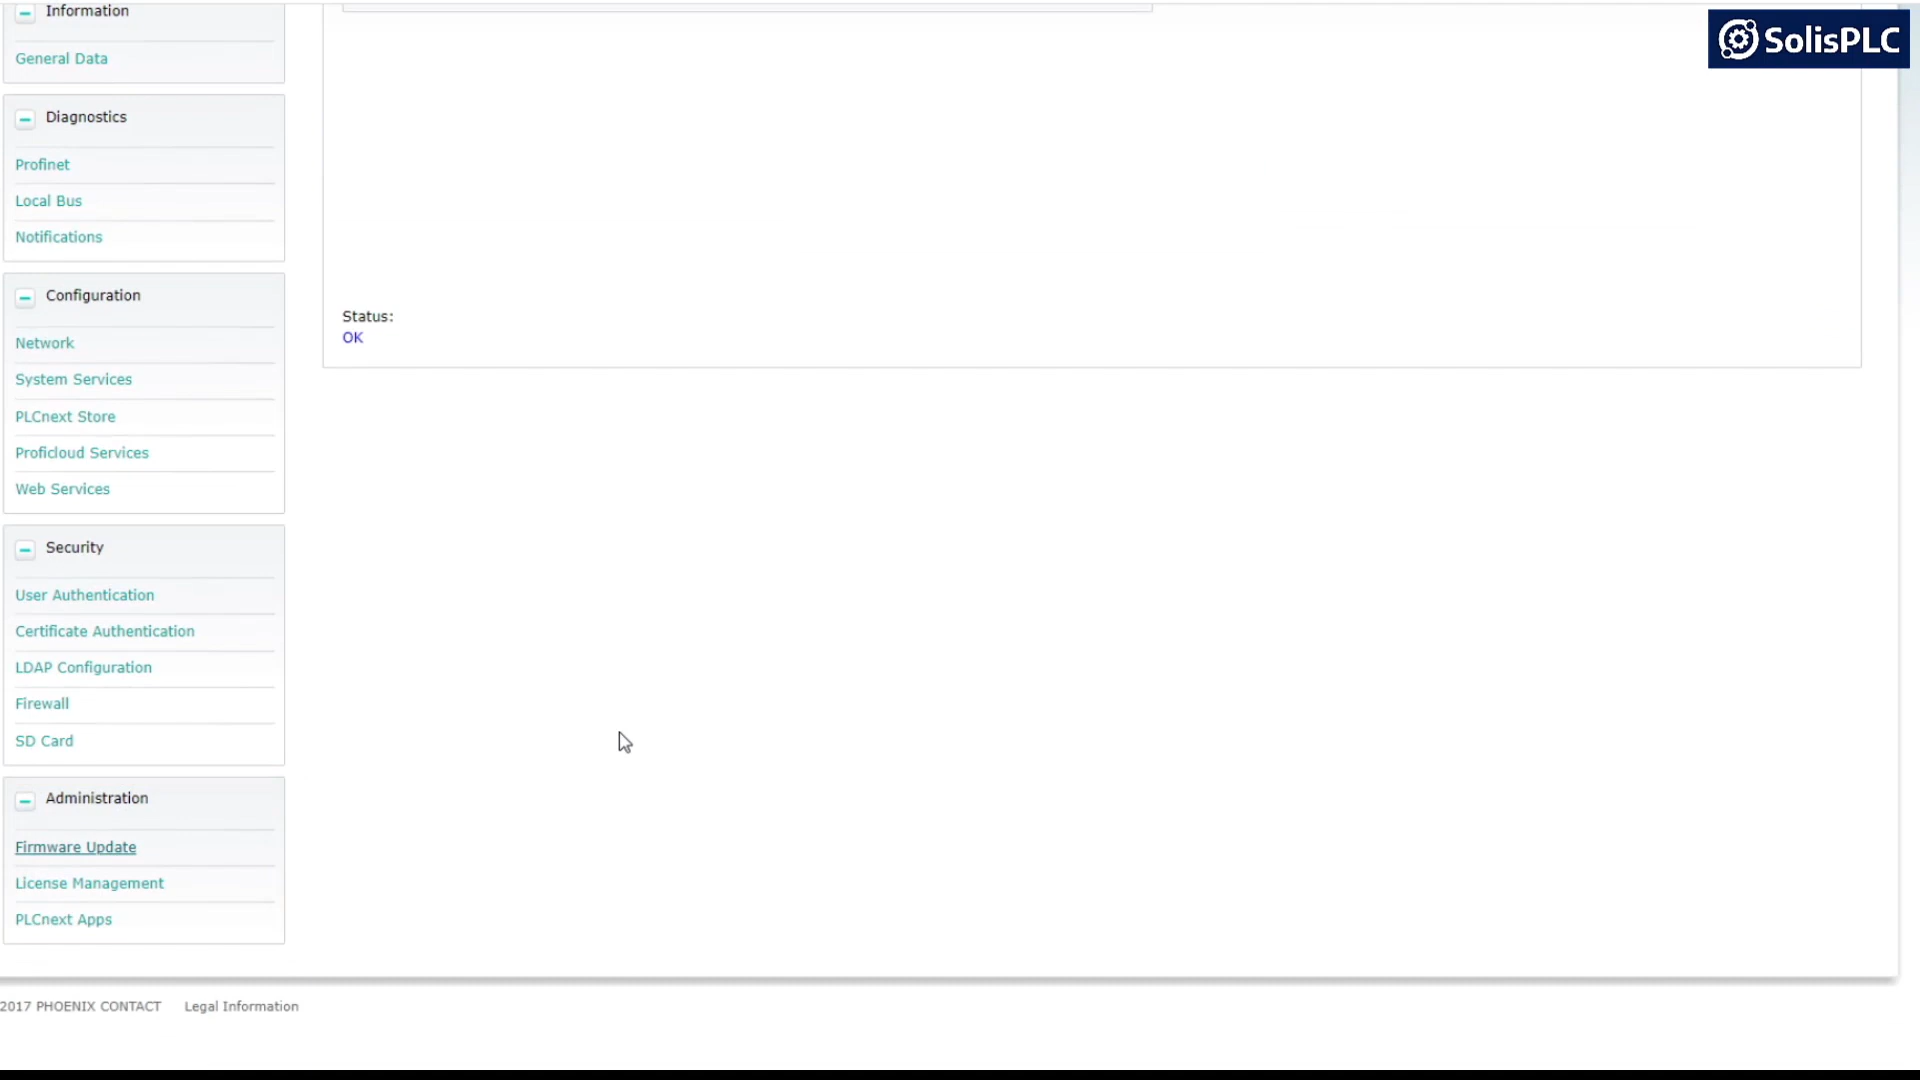 Information
General Data
Diagnostics
Profinet
Local Bus
Notifications
Configuration
Network
System Services
PLCnext Store
Proficloud Services
Web Services
Security
User Authentication
Certificate Authentication
LDAP Configuration
Firewall
SD Card
Administration
Firmware Update
License Management
PLCnext Apps
Status:
OK
SolisPLC
2017 PHOENIX CONTACT Legal Information